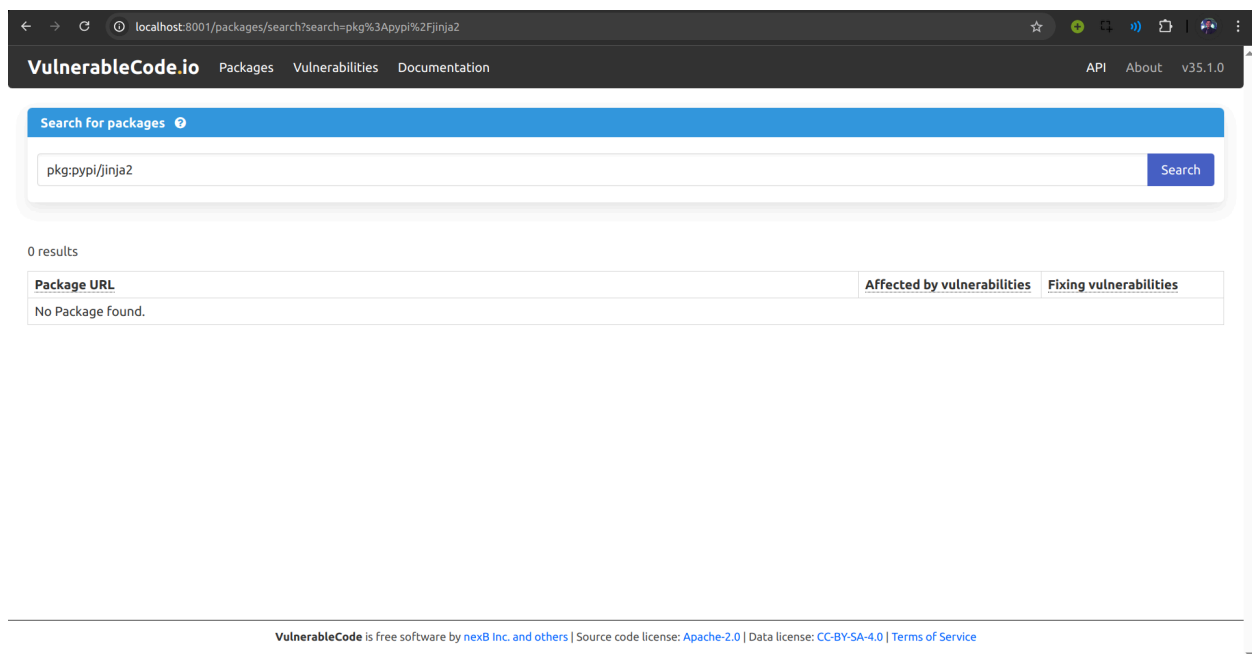 localhost:8001/packages/search?search=pkg%3Apypi%2Fjinja2
VulnerableCode.io Packages Vulnerabilities Documentation API About v35.1.0
Search for packages ?
pkg:pypi/jinja2 Search
0 results
Package URL Affected by vulnerabilities Fixing vulnerabilities
No Package found.
VulnerableCode is free software by nexB Inc. and others | Source code license: Apache-2.0 | Data license: CC-BY-SA-4.0 | Terms of Service